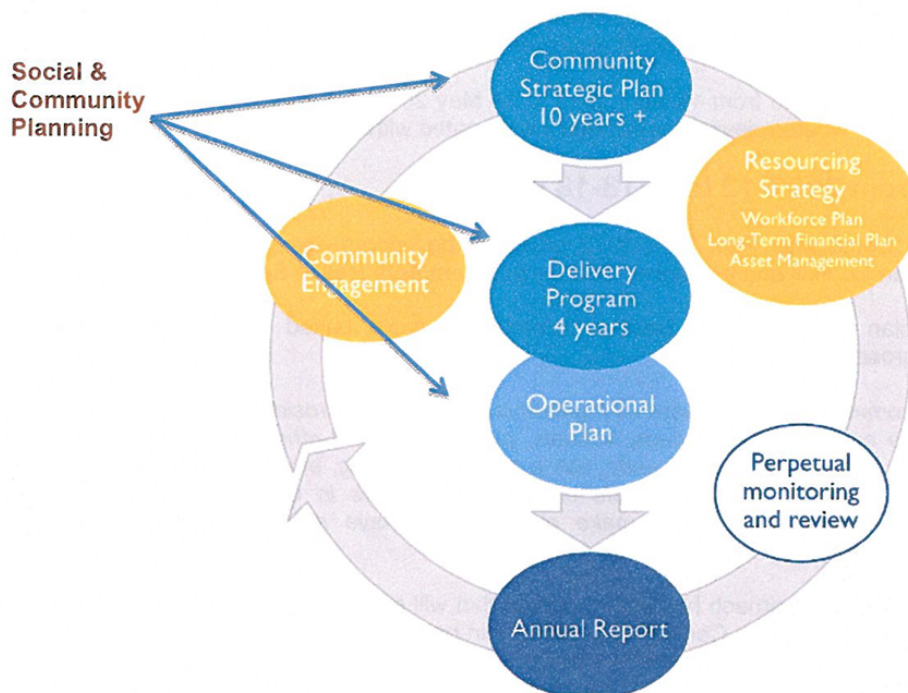 Social &
Community
Planning
Community
Strategic Plan
10 years +
Resourcing
Strategy
Workforce Plan
Long-Term Financial Plan
Asset Management
Community
Engagement
Delivery
Program
4 years
Operational
Plan
Perpetual
monitoring
and review
Annual Report